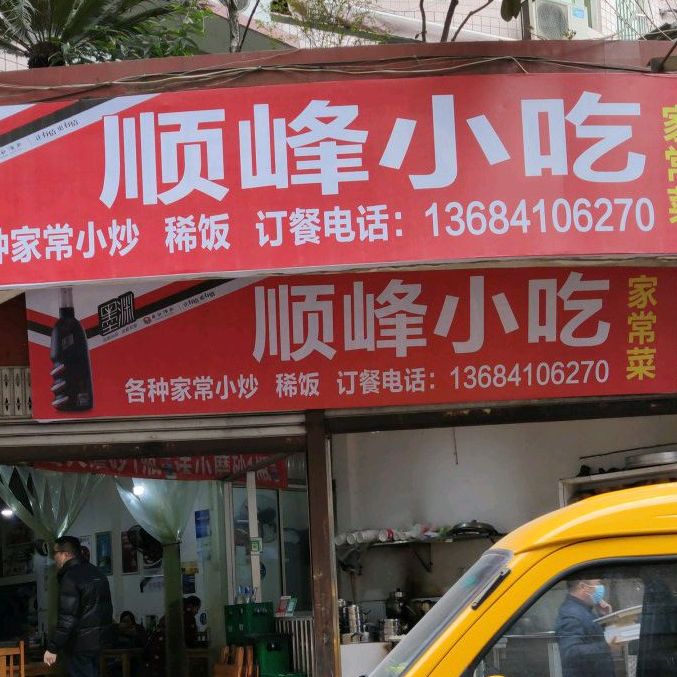 顺峰小吃
家常菜
种家常小炒 稀饭 订餐电话：13684106270
顺峰小吃
家常菜
各种家常小炒 稀饭 订餐电话：13684106270